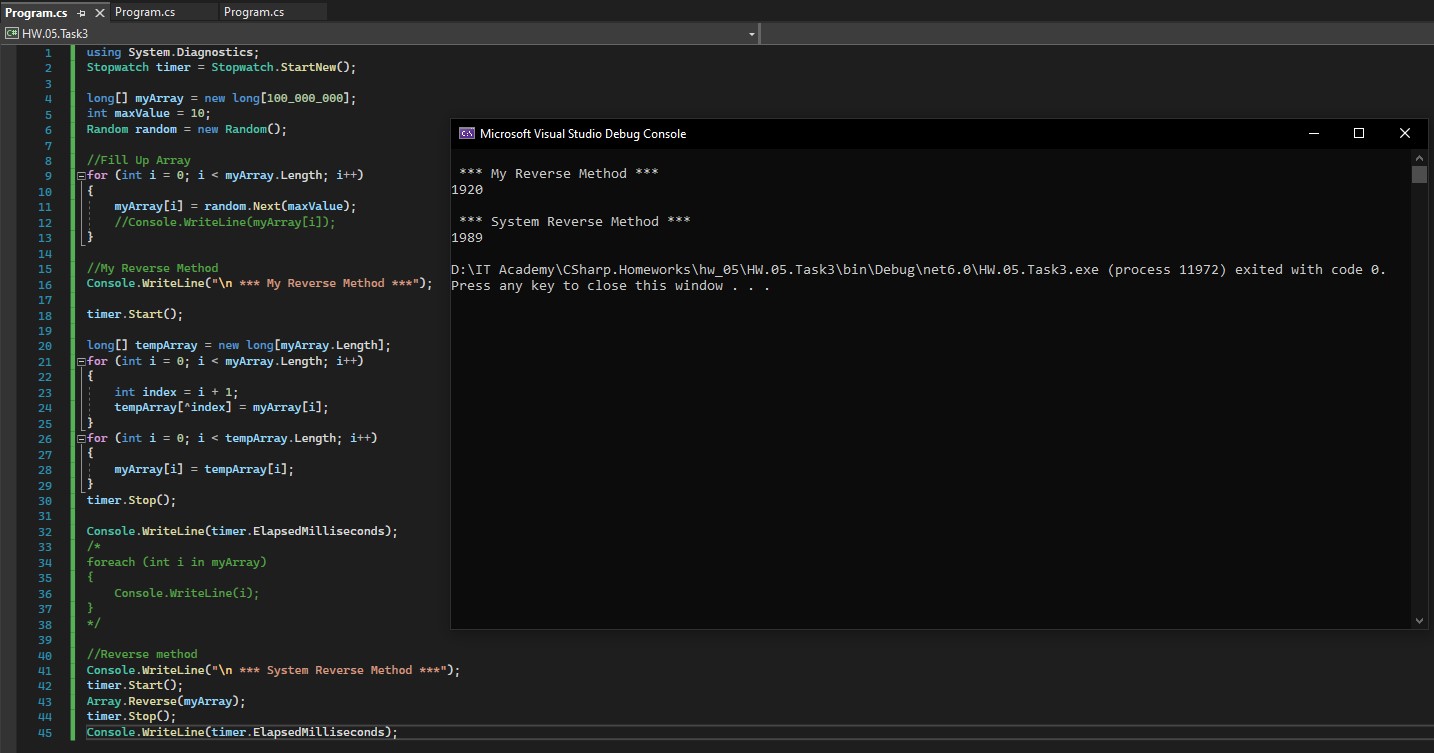 Program.cs Program.cs Program.cs
C# HW.05.Task3
1 using System.Diagnostics;
2 Stopwatch timer = Stopwatch.StartNew();
3
4 long[] myArray = new long[100_000_000];
5 int maxValue = 10;
6 Random random = new Random();
7
8 //Fill Up Array
9 for (int i = 0; i < myArray.Length; i++)
10 {
11 myArray[i] = random.Next(maxValue);
12 //Console.WriteLine(myArray[i]);
13 }
14
15 //My Reverse Method
16 Console.WriteLine("\n *** My Reverse Method ***");
17
18 timer.Start();
19
20 long[] tempArray = new long[myArray.Length];
21 for (int i = 0; i < myArray.Length; i++)
22 {
23 int index = i + 1;
24 tempArray[^index] = myArray[i];
25 }
26 for (int i = 0; i < tempArray.Length; i++)
27 {
28 myArray[i] = tempArray[i];
29 }
30 timer.Stop();
31
32 Console.WriteLine(timer.ElapsedMilliseconds);
33 /*
34 foreach (int i in myArray)
35 {
36 Console.WriteLine(i);
37 }
38 */
39
40 //Reverse method
41 Console.WriteLine("\n *** System Reverse Method ***");
42 timer.Start();
43 Array.Reverse(myArray);
44 timer.Stop();
45 Console.WriteLine(timer.ElapsedMilliseconds);
C:\ Microsoft Visual Studio Debug Console
*** My Reverse Method ***
1920
*** System Reverse Method ***
1989
D:\IT Academy\CSharp.Homeworks\hw_05\HW.05.Task3\bin\Debug\net6.0\HW.05.Task3.exe (process 11972) exited with code 0.
Press any key to close this window . . .